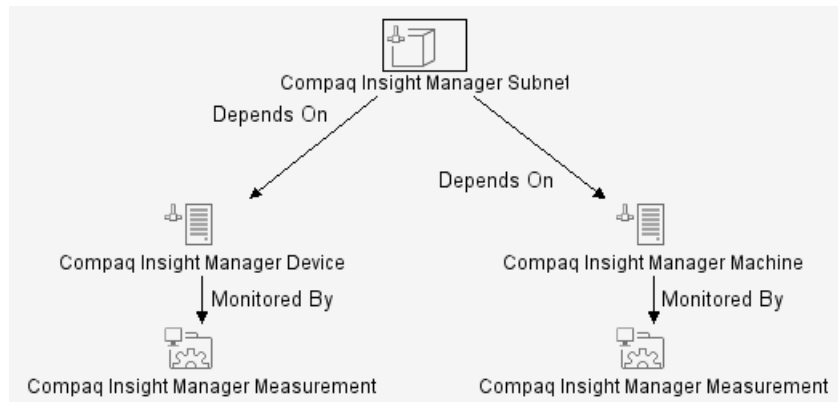 Compaq Insight Manager Subnet
Depends On
Depends On
Compaq Insight Manager Device
Compaq Insight Manager Machine
Monitored By
Monitored By
Compaq Insight Manager Measurement
Compaq Insight Manager Measurement